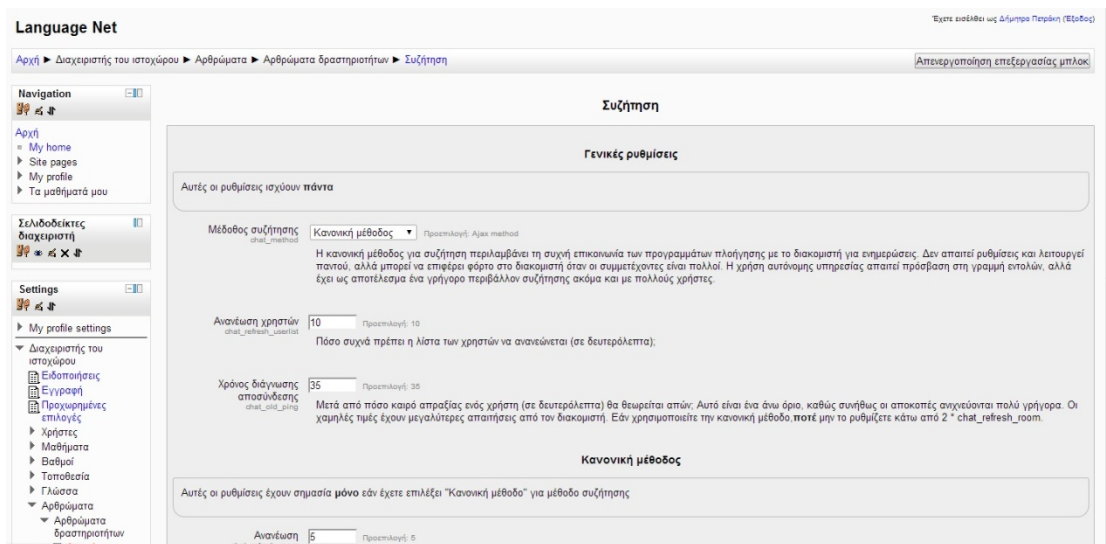 Language Net
Έχετε εισέλθει ως Δήμητρα Πετράκη (Έξοδος)
Αρχή ► Διαχειριστής του ιστοχώρου ► Αρθρώματα ► Αρθρώματα δραστηριοτήτων ► Συζήτηση
Απενεργοποίηση επεξεργασίας μπλοκ
Navigation
Αρχή
My home
Site pages
My profile
Τα μαθήματά μου
Σελιδοδείκτες
διαχειριστή
Settings
My profile settings
Διαχειριστής του
ιστοχώρου
Ειδοποιήσεις
Εγγραφή
Προχωρημένες
επιλογές
Χρήστες
Μαθήματα
Βαθμοί
Τοποθεσία
Γλώσσα
Αρθρώματα
Αρθρώματα
δραστηριοτήτων
Συζήτηση
Γενικές ρυθμίσεις
Αυτές οι ρυθμίσεις ισχύουν πάντα
Μέδοθος συζήτησης
chat_method
Κανονική μέθοδος
Προεπιλογή: Ajax method
Η κανονική μέθοδος για συζήτηση περιλαμβάνει τη συχνή επικοινωνία των προγραμμάτων πλοήγησης με το διακομιστή για ενημερώσεις. Δεν απαιτεί ρυθμίσεις και λειτουργεί
παντού, αλλά μπορεί να επιφέρει φόρτο στο διακομιστή όταν οι συμμετέχοντες είναι πολλοί. Η χρήση αυτόνομης υπηρεσίας απαιτεί πρόσβαση στη γραμμή εντολών, αλλά
έχει ως αποτέλεσμα ένα γρήγορο περιβάλλον συζήτησης ακόμα και με πολλούς χρήστες.
Ανανέωση χρηστών
chat_refresh_userlist
10
Προεπιλογή: 10
Πόσο συχνά πρέπει η λίστα των χρηστών να ανανεώνεται (σε δευτερόλεπτα);
Χρόνος διάγνωσης
αποσύνδεσης
chat_old_ping
35
Προεπιλογή: 35
Μετά από πόσο καιρό απραξίας ενός χρήστη (σε δευτερόλεπτα) θα θεωρείται απών; Αυτό είναι ένα άνω όριο, καθώς συνήθως οι αποκοπές ανιχνεύονται πολύ γρήγορα. Οι
χαμηλές τιμές έχουν μεγαλύτερες απαιτήσεις από τον διακομιστή. Εάν χρησιμοποιείτε την κανονική μέθοδο,ποτέ μην το ρυθμίζετε κάτω από 2 * chat_refresh_room.
Κανονική μέθοδος
Αυτές οι ρυθμίσεις έχουν σημασία μόνο εάν έχετε επιλέξει "Κανονική μέθοδο" για μέθοδο συζήτησης
Ανανέωση
5
Προεπιλογή: 5